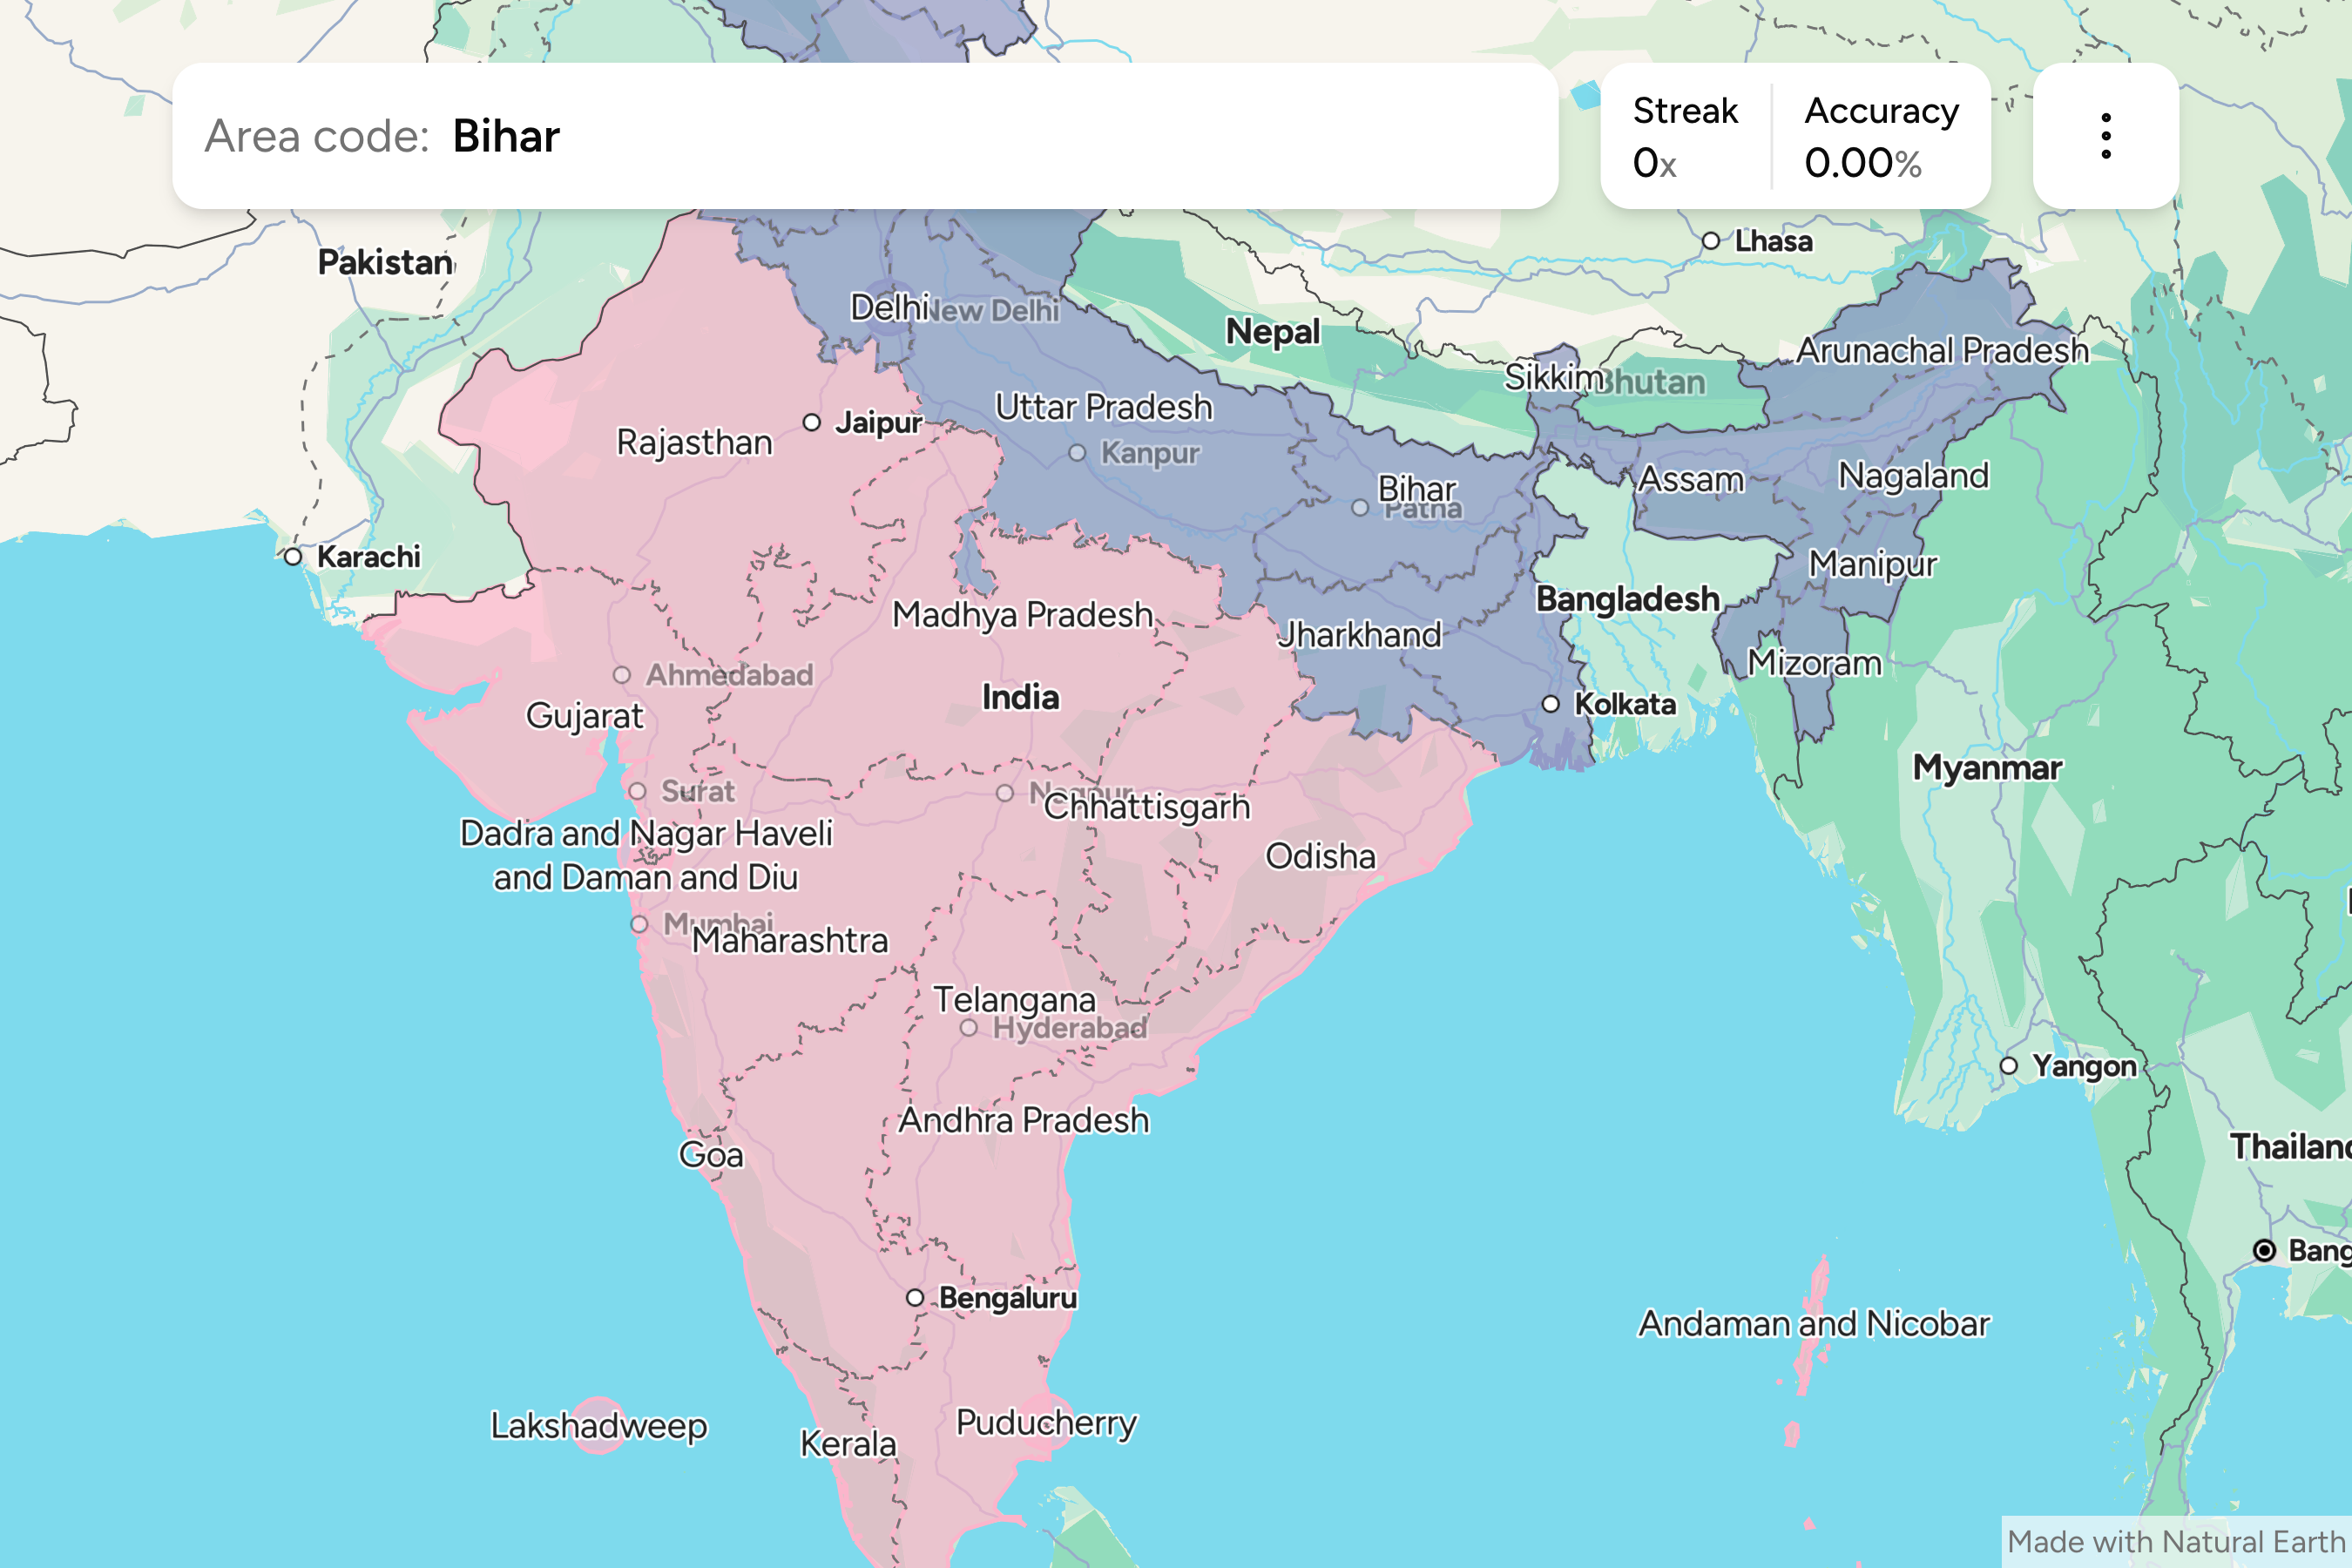 Area code: Bihar
Streak
0x
Accuracy
0.00%
Pakistan
Lhasa
Delhi
New Delhi
Nepal
Arunachal Pradesh
Sikkim
Bhutan
Uttar Pradesh
Jaipur
Rajasthan
Kanpur
Assam
Nagaland
Bihar
Patna
Karachi
Manipur
Bangladesh
Madhya Pradesh
Jharkhand
Mizoram
Ahmedabad
India
Kolkata
Gujarat
Myanmar
Surat
Nagpur
Chhattisgarh
Dadra and Nagar Haveli
and Daman and Diu
Odisha
Mumbai
Maharashtra
Telangana
Hyderabad
Yangon
Andhra Pradesh
Goa
Bengaluru
Andaman and Nicobar
Lakshadweep
Puducherry
Kerala
Made with Natural Earth